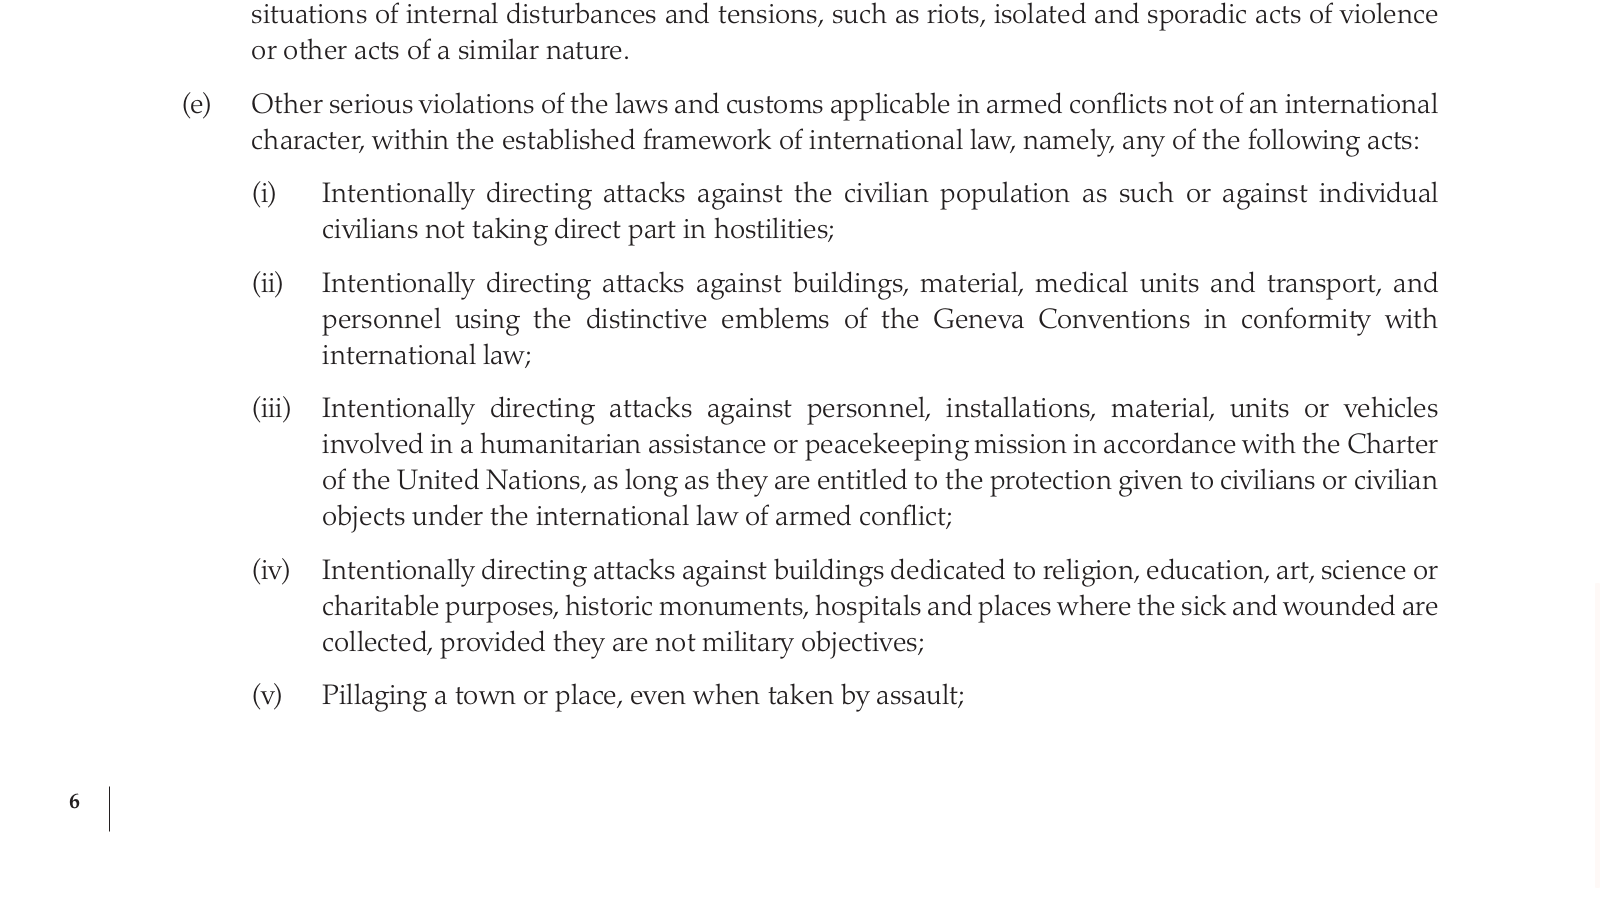 situations of internal disturbances and tensions, such as riots, isolated and sporadic acts of violence
or other acts of a similar nature.
(e) Other serious violations of the laws and customs applicable in armed conflicts not of an international
character, within the established framework of international law, namely, any of the following acts:
(i) Intentionally directing attacks against the civilian population as such or against individual
civilians not taking direct part in hostilities;
(ii) Intentionally directing attacks against buildings, material, medical units and transport, and
personnel using the distinctive emblems of the Geneva Conventions in conformity with
international law;
(iii) Intentionally directing attacks against personnel, installations, material, units or vehicles
involved in a humanitarian assistance or peacekeeping mission in accordance with the Charter
of the United Nations, as long as they are entitled to the protection given to civilians or civilian
objects under the international law of armed conflict;
(iv) Intentionally directing attacks against buildings dedicated to religion, education, art, science or
charitable purposes, historic monuments, hospitals and places where the sick and wounded are
collected, provided they are not military objectives;
(v) Pillaging a town or place, even when taken by assault;
6